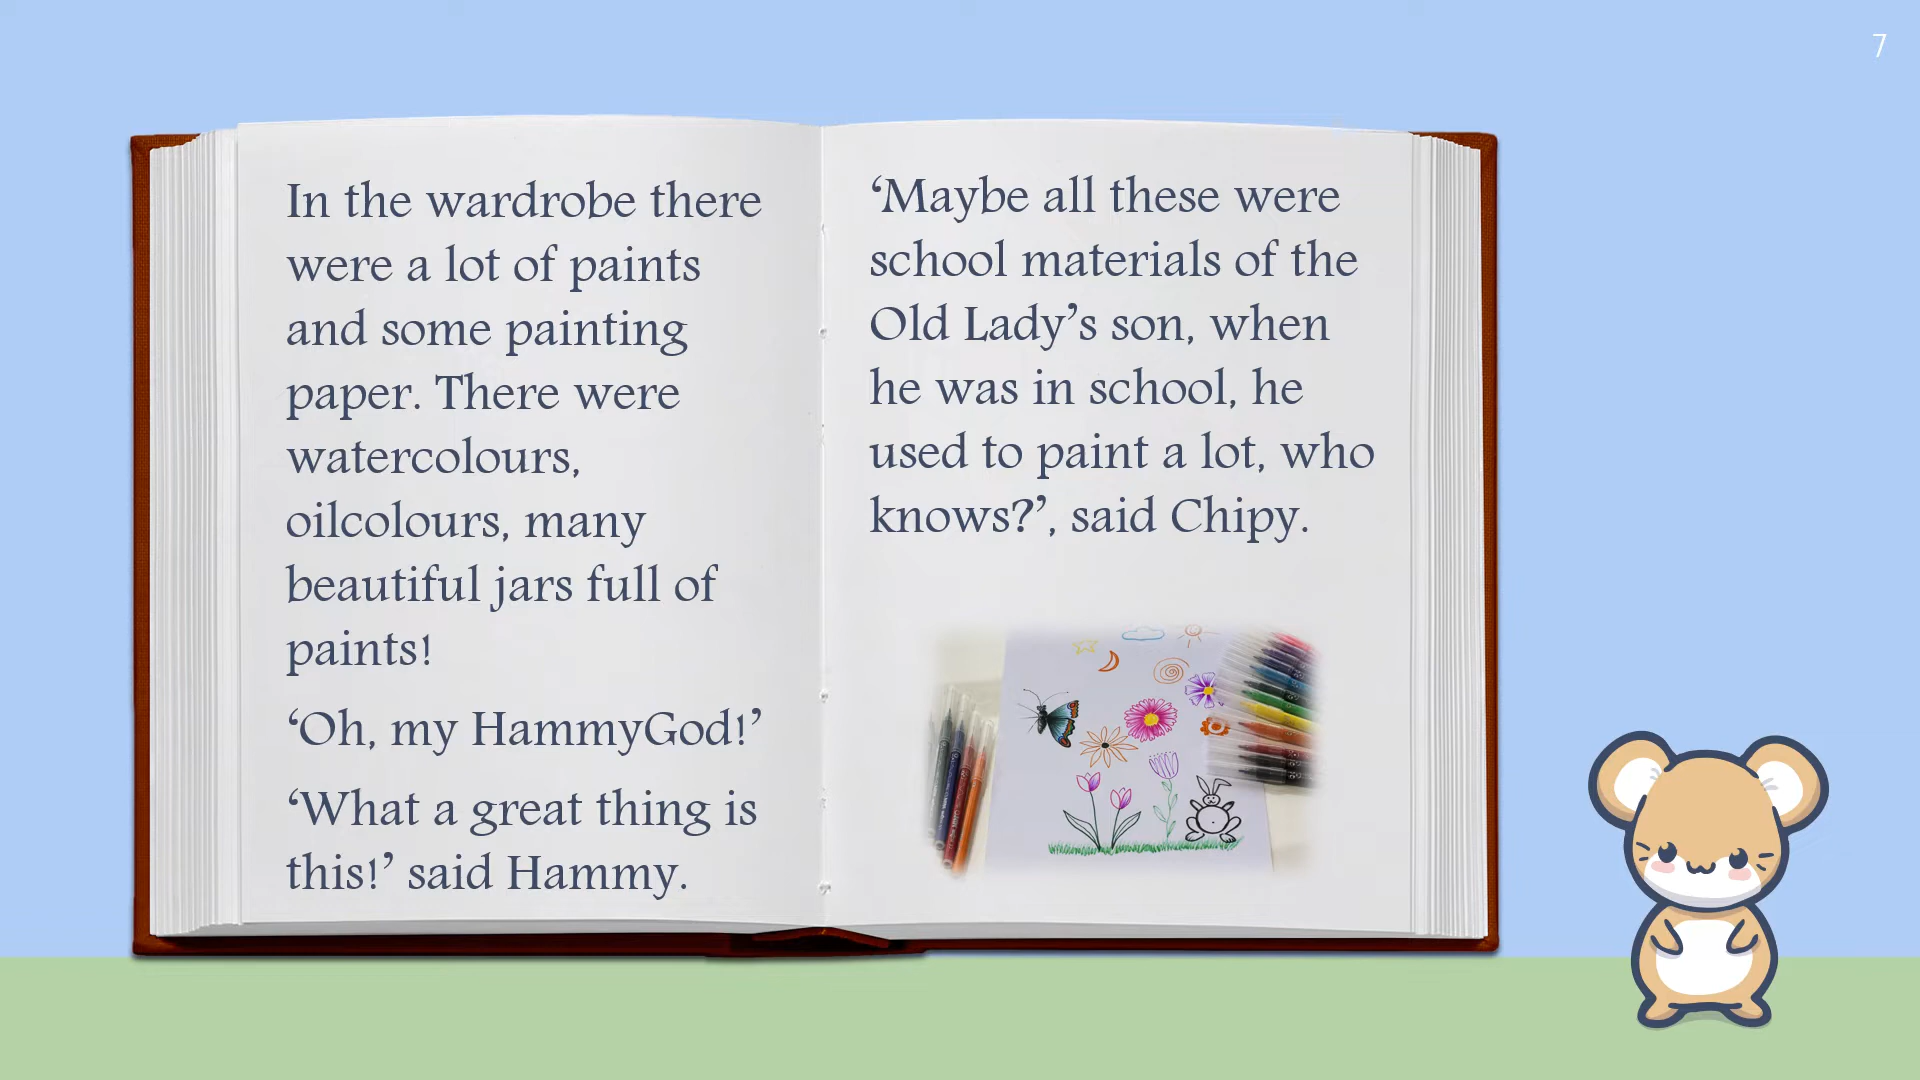 7
In the wardrobe there
were a lot of paints
and some painting
paper. There were
watercolours,
oilcolours, many
beautiful jars full of
paints!
‘Oh, my HammyGod!’
‘What a great thing is
this!’ said Hammy.
‘Maybe all these were
school materials of the
Old Lady’s son, when
he was in school, he
used to paint a lot, who
knows?’, said Chipy.